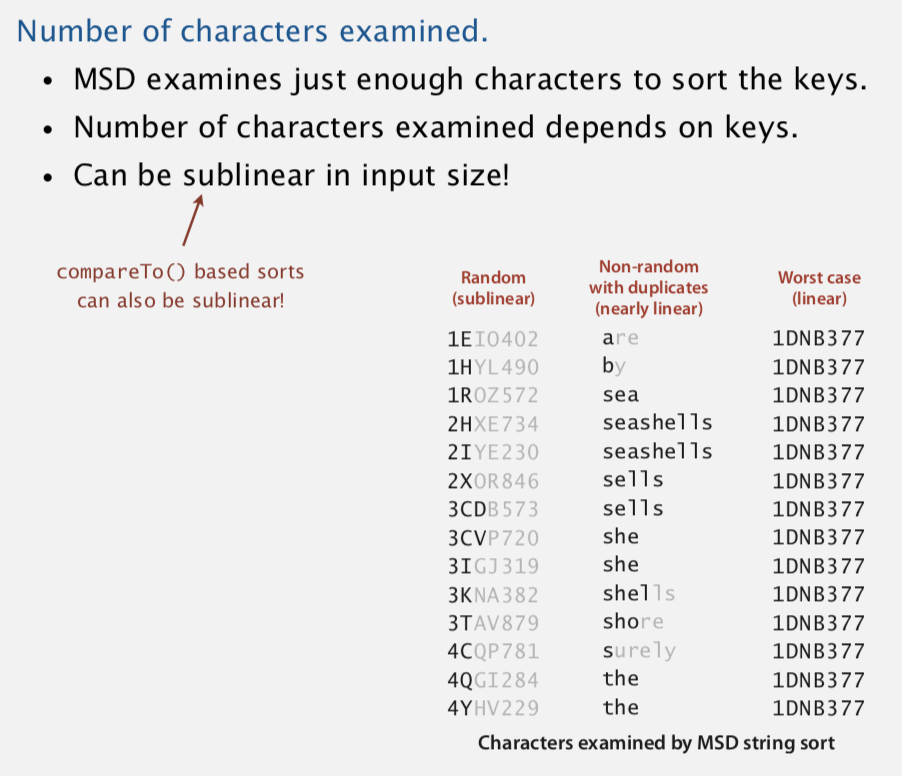 Number of characters examined.
• MSD examines just enough characters to sort the keys.
• Number of characters examined depends on keys.
• Can be sublinear in input size!
compareTo() based sorts
can also be sublinear!
Random
(sublinear)
Non-random
with duplicates
(nearly linear)
Worst case
(linear)
1EIO402 are 1DNB377
1HYL490 by 1DNB377
1ROZ572 sea 1DNB377
2HXE734 seashells 1DNB377
2IYE230 seashells 1DNB377
2XOR846 sells 1DNB377
3CDB573 sells 1DNB377
3CVP720 she 1DNB377
3IGJ319 she 1DNB377
3KNA382 shells 1DNB377
3TAV879 shore 1DNB377
4CQP781 surely 1DNB377
4QGI284 the 1DNB377
4YHV229 the 1DNB377
Characters examined by MSD string sort